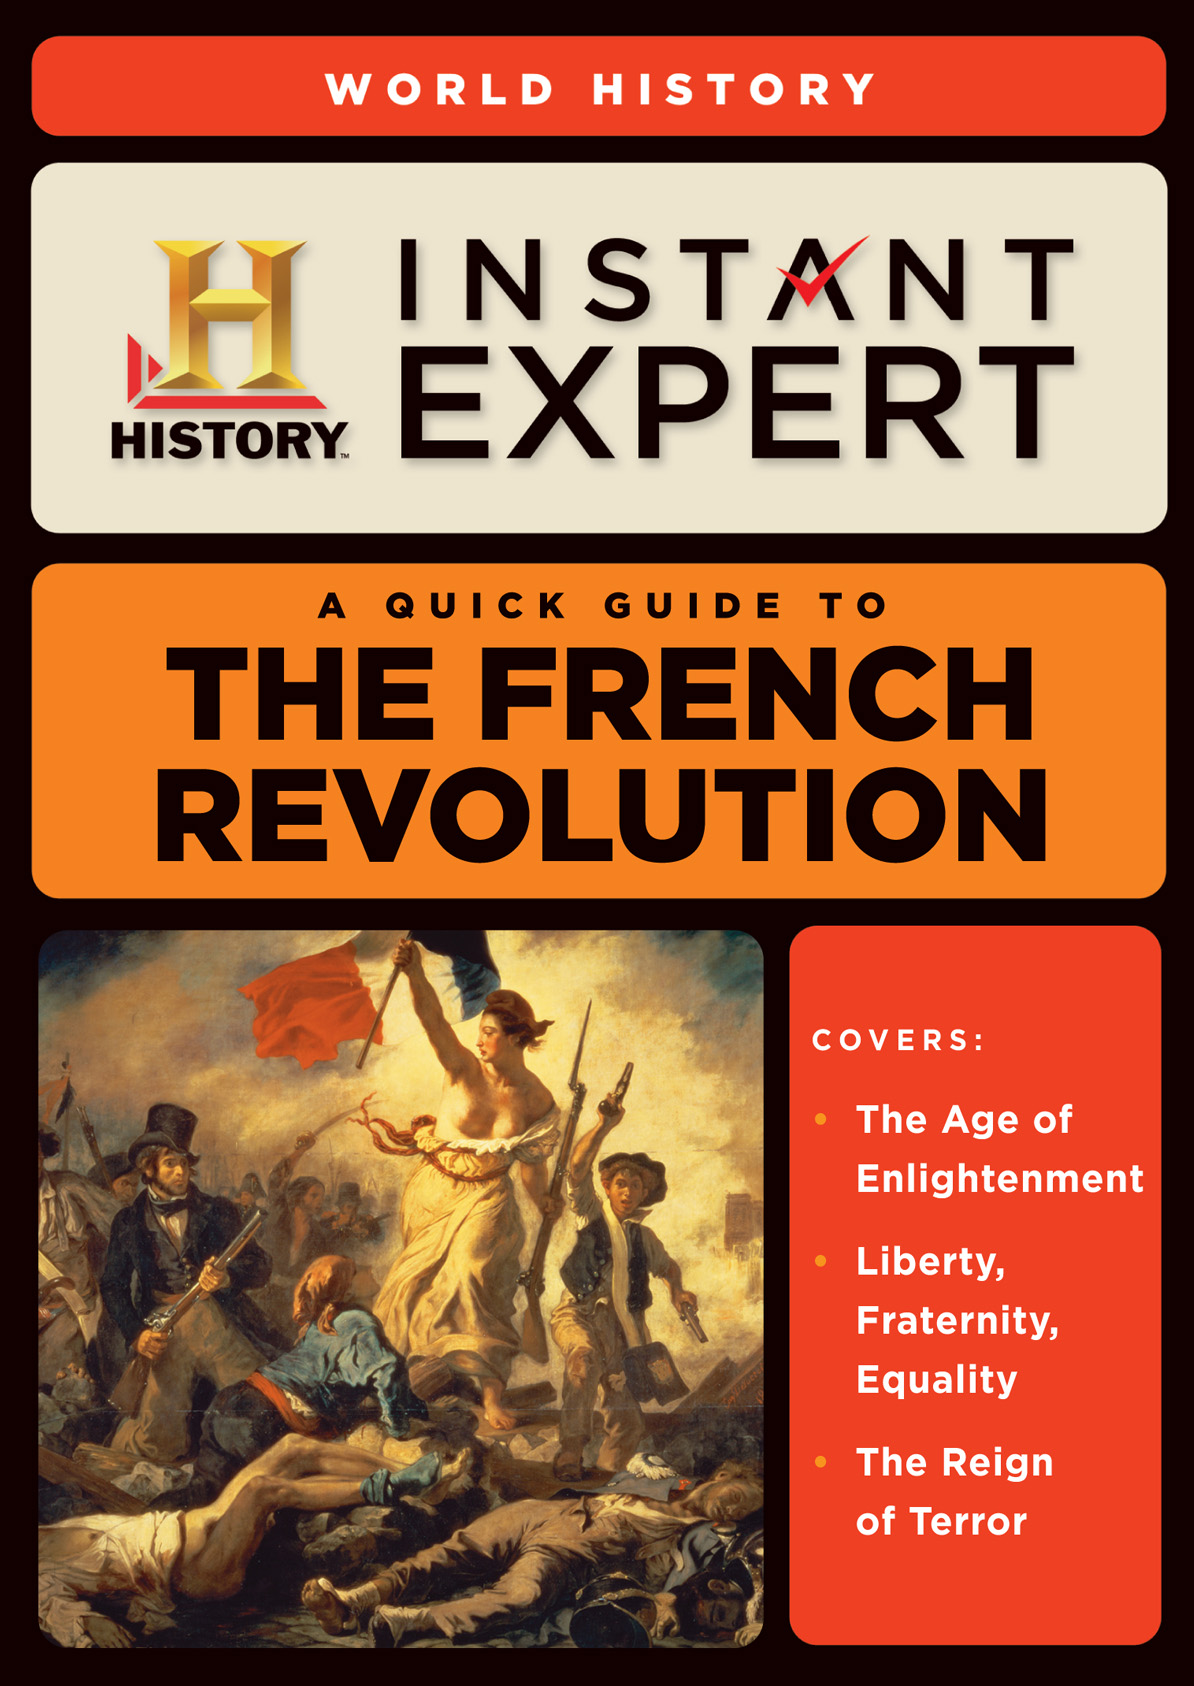 WORLD HISTORY
INSTANT
EXPERT
HISTORY™
A QUICK GUIDE TO
THE FRENCH
REVOLUTION
COVERS:
• The Age of
Enlightenment
• Liberty,
Fraternity,
Equality
• The Reign
of Terror